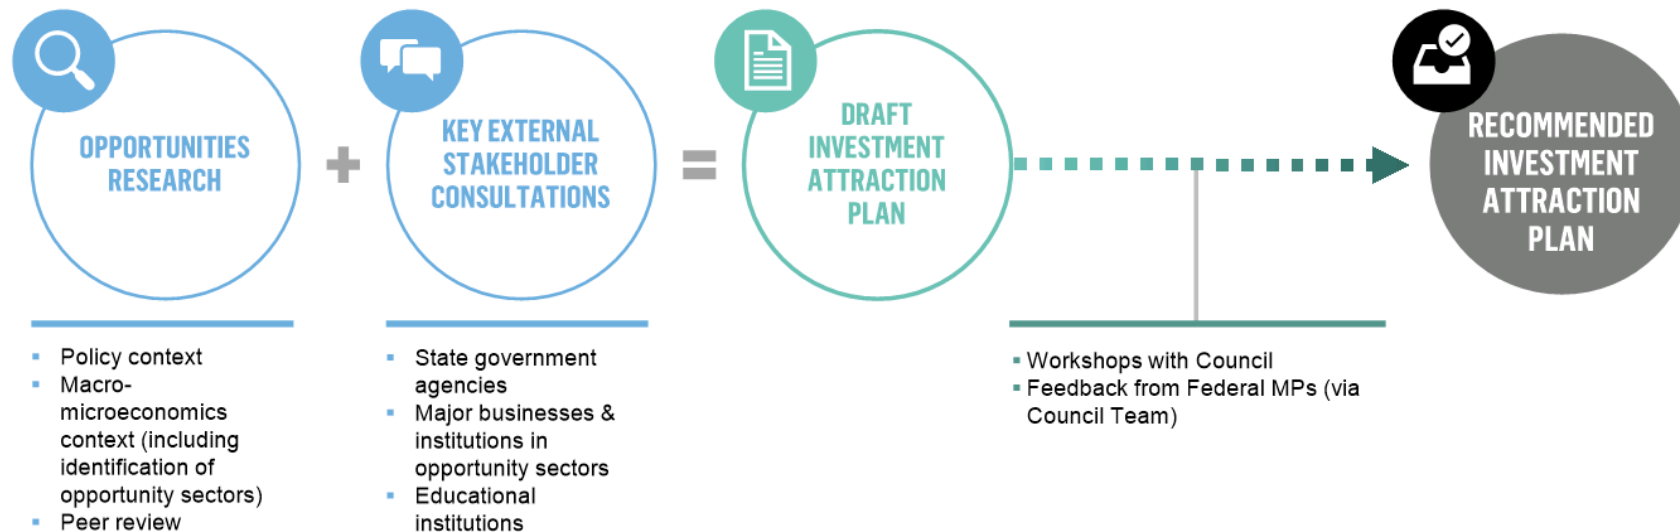 OPPORTUNITIES
RESEARCH
KEY EXTERNAL
STAKEHOLDER
CONSULTATIONS
DRAFT
INVESTMENT
ATTRACTION
PLAN
RECOMMENDED
INVESTMENT
ATTRACTION
PLAN
Policy context
Macro-
microeconomics
context (including
identification of
opportunity sectors)
Peer review
State government
agencies
Major businesses &
institutions in
opportunity sectors
Educational
institutions
Workshops with Council
Feedback from Federal MPs (via
Council Team)